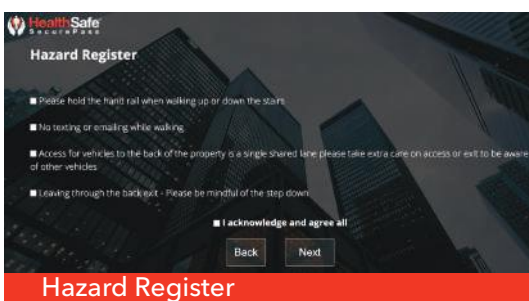 HealthSafe
SecurePass
Hazard Register
Please hold the hand rail when walking up or down the stairs
No texting or emailing while walking
Access for vehicles to the back of the property is a single shared lane please take extra care on access or exit to be aware
of other vehicles
Leaving through the back exit - Please be mindful of the step down
I acknowledge and agree all
Back Next
Hazard Register